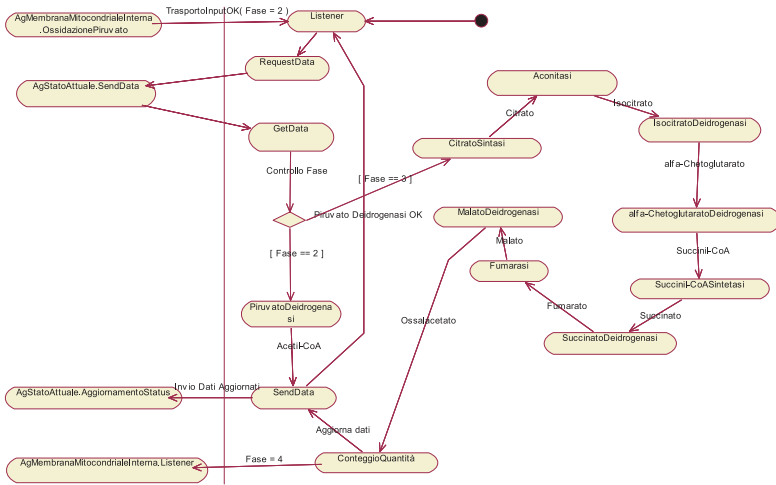 AgMembranaMitocondrialeInterna
.OssidazionePiruvato
TrasportoInputOK( Fase = 2 )
Listener
RequestData
AgStatoAttuale.SendData
GetData
Controllo Fase
[ Fase == 3 ]
Piruvato Deidrogenasi OK
[ Fase == 2 ]
PiruvatoDeidrogena
si
Acetil-CoA
SendData
Invio Dati Aggiornati
AgStatoAttuale.AggiornamentoStatus
Aggiorna dati
ConteggioQuantità
Fase = 4
AgMembranaMitocondrialeInterna.Listener
CitratoSintasi
Citrato
Aconitasi
Isocitrato
IsocitratoDeidrogenasi
alfa-Chetoglutarato
alfa-ChetoglutaratoDeidrogenasi
Succinil-CoA
Succinil-CoASintetasi
Succinato
SuccinatoDeidrogenasi
Fumarato
Fumarasi
Malato
MalatoDeidrogenasi
Ossalacetato